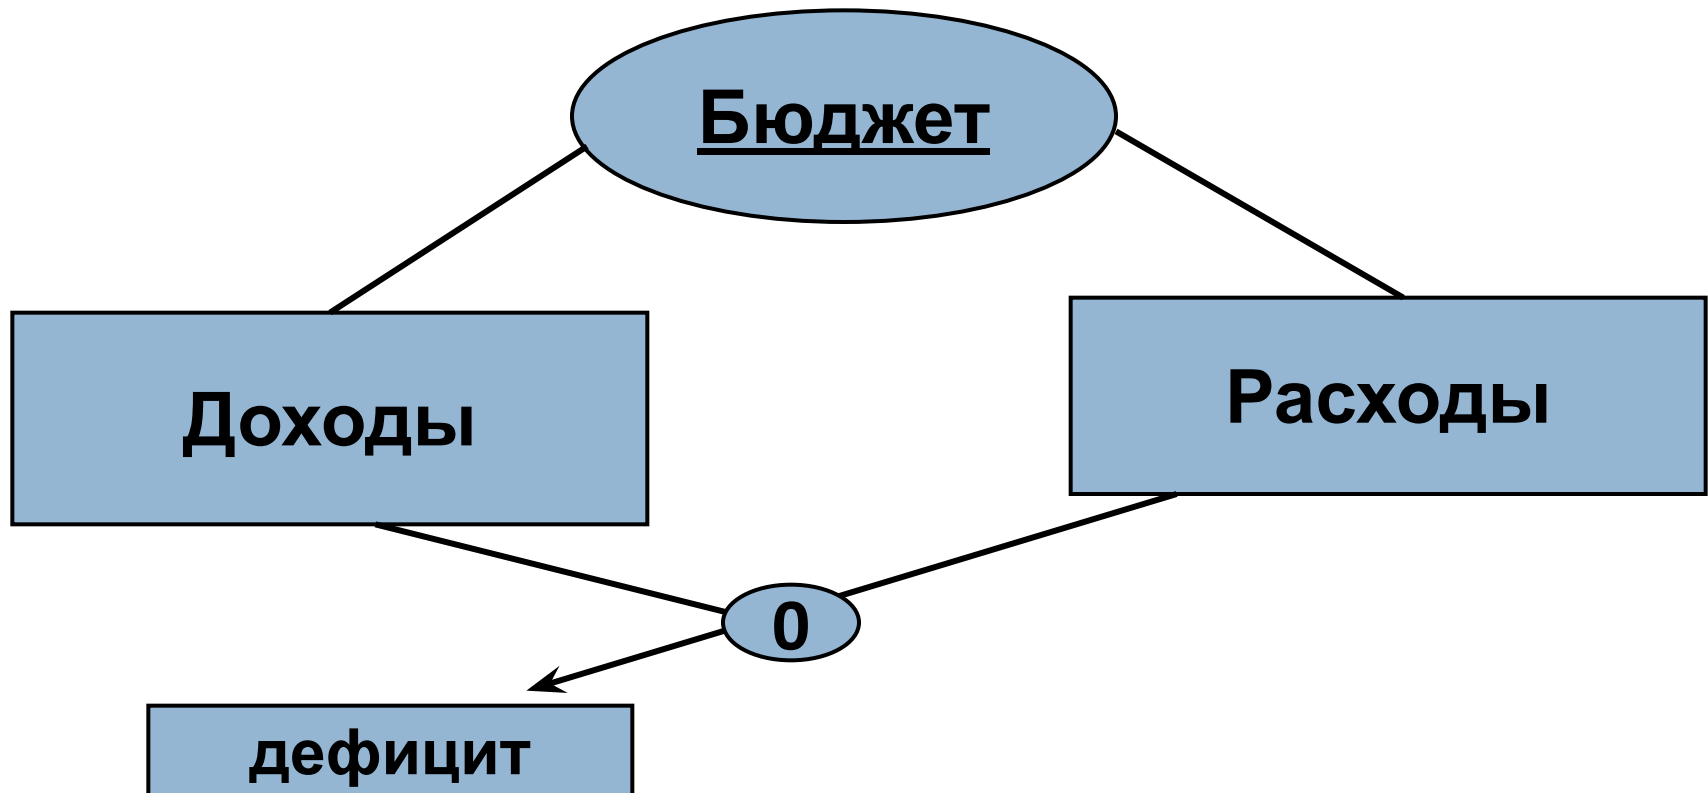 Бюджет
Доходы
Расходы
0
дефицит